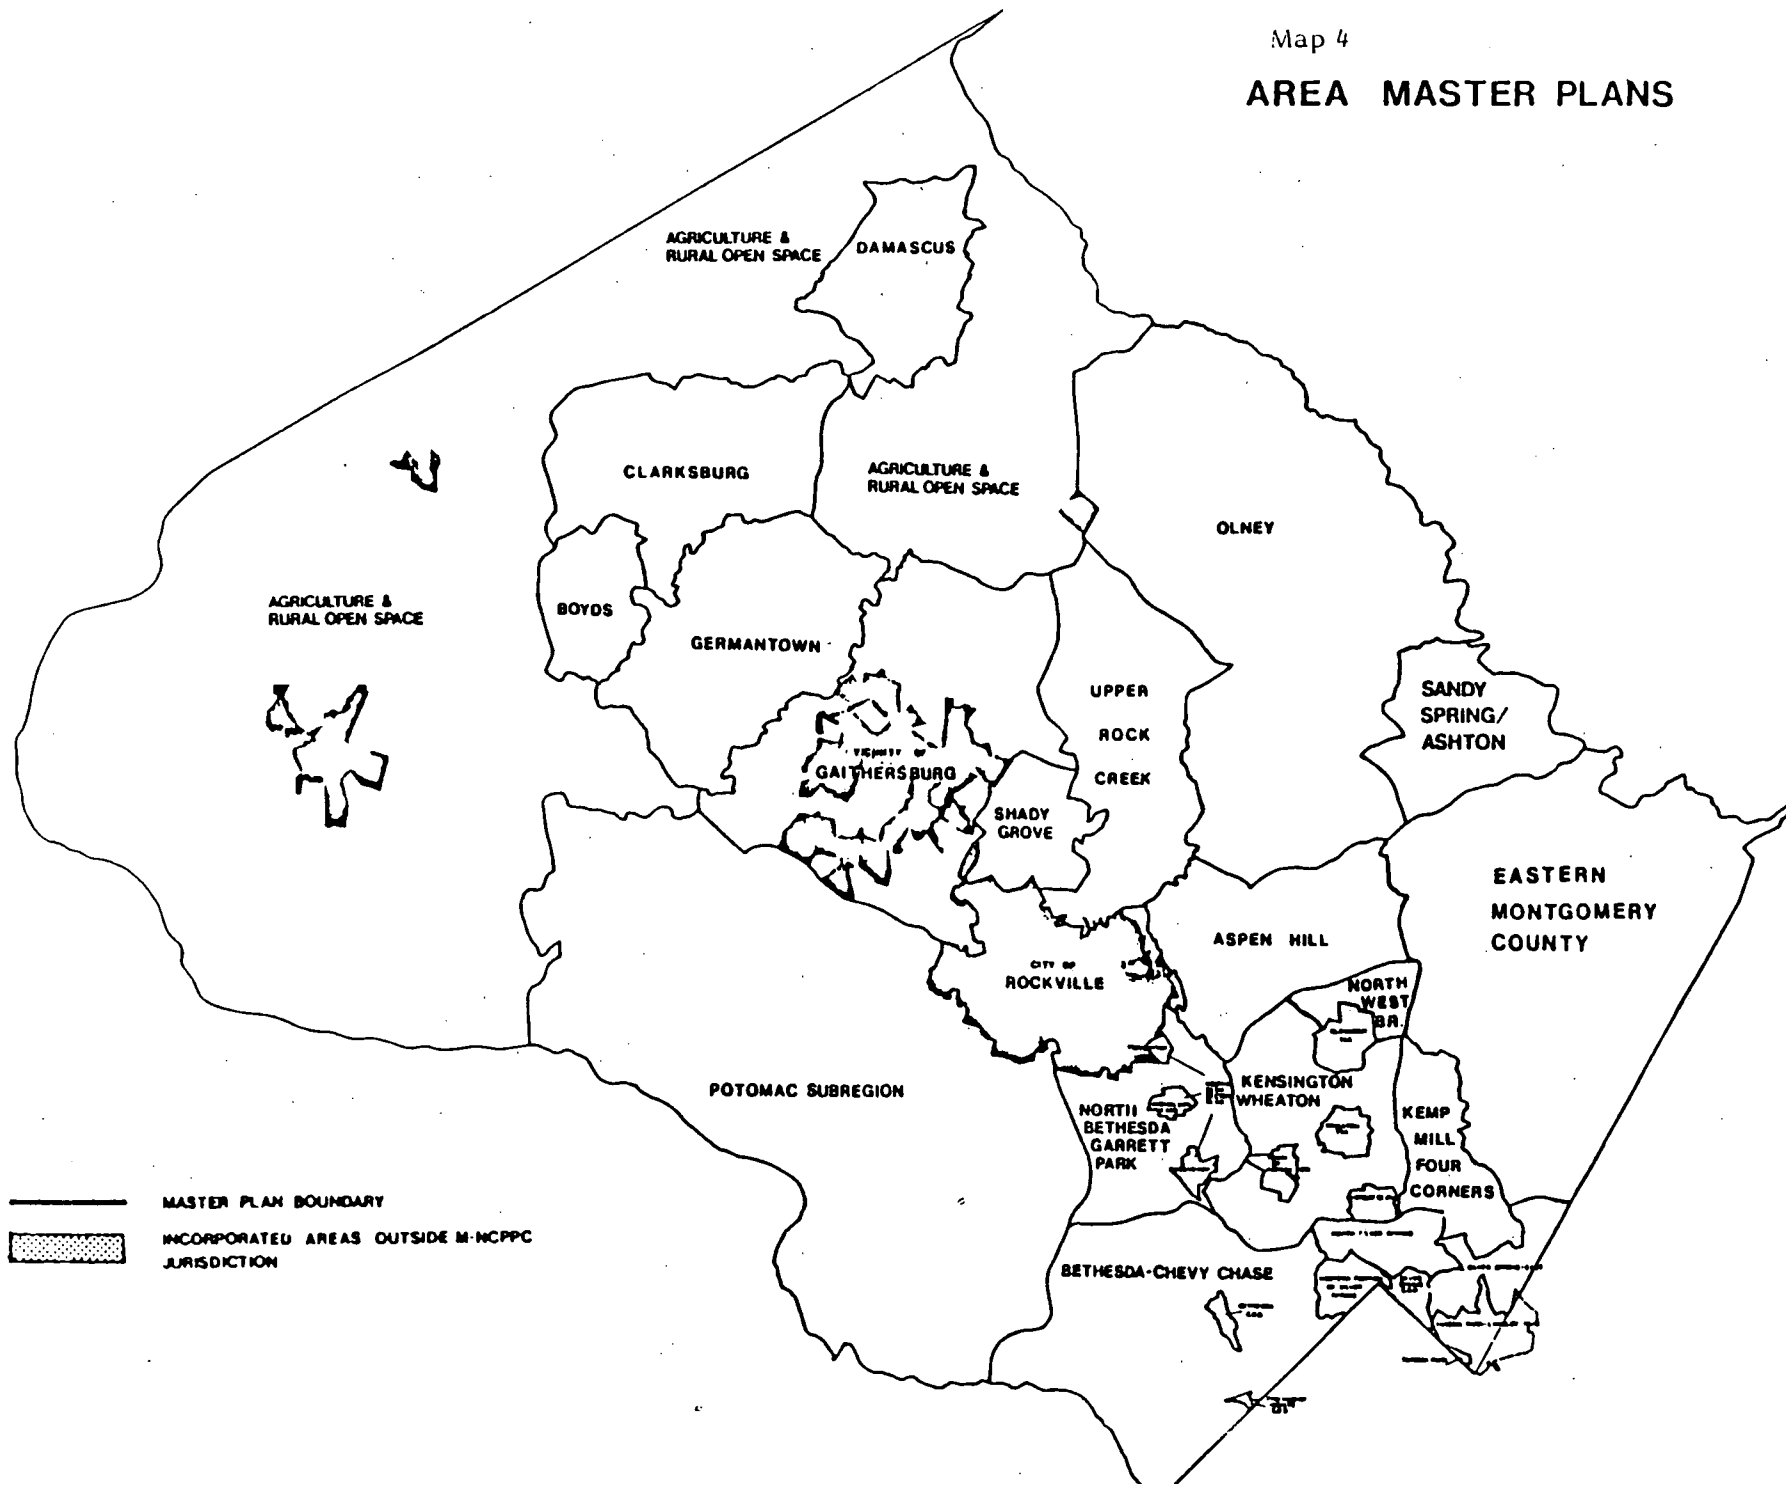 Map 4
AREA MASTER PLANS
AGRICULTURE &
RURAL OPEN SPACE
DAMASCUS
CLARKSBURG
AGRICULTURE &
RURAL OPEN SPACE
OLNEY
AGRICULTURE &
RURAL OPEN SPACE
BOYDS
GERMANTOWN
UPPER
ROCK
CREEK
SANDY
SPRING/
ASHTON
VICINITY OF
GAITHERSBURG
SHADY
GROVE
EASTERN
MONTGOMERY
COUNTY
ASPEN HILL
CITY OF
ROCKVILLE
NORTH
WEST
BR.
POTOMAC SUBREGION
KENSINGTON
WHEATON
NORTH
BETHESDA
GARRETT
PARK
KEMP
MILL
FOUR
CORNERS
MASTER PLAN BOUNDARY
INCORPORATED AREAS OUTSIDE M-NCPPC
JURISDICTION
BETHESDA-CHEVY CHASE